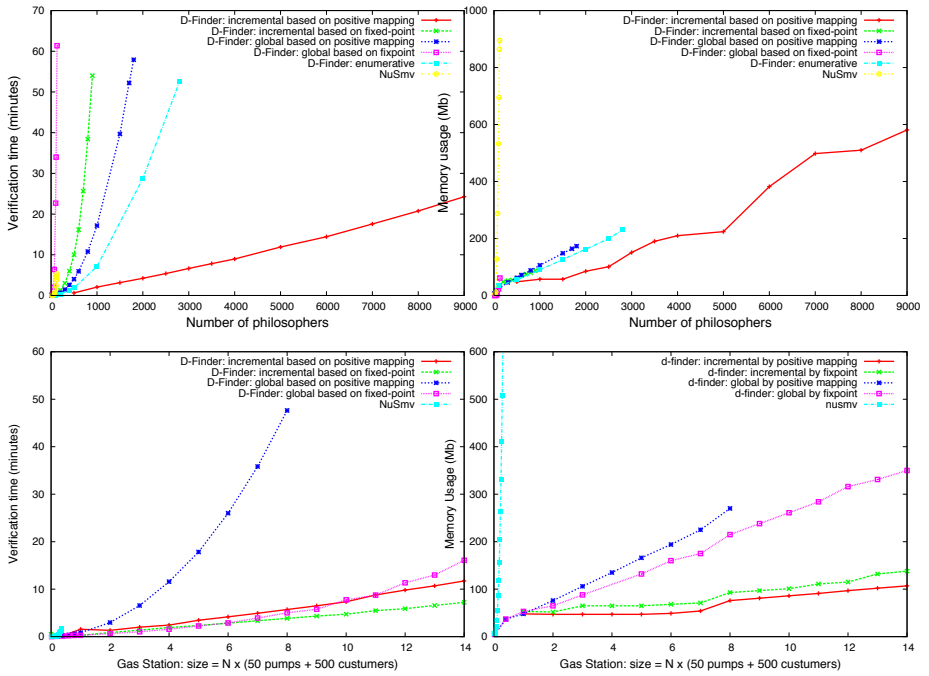 D-Finder: incremental based on positive mapping
D-Finder: incremental based on fixed-point
D-Finder: global based on positive mapping
D-Finder: global based on fixpoint
D-Finder: enumerative
NuSmv
Verification time (minutes)
70
60
50
40
30
20
10
0
0 1000 2000 3000 4000 5000 6000 7000 8000 9000
Number of philosophers
D-Finder: incremental based on positive mapping
D-Finder: incremental based on fixed-point
D-Finder: global based on positive mapping
D-Finder: global based on fixed-point
D-Finder: enumerative
NuSmv
Memory usage (Mb)
1000
800
600
400
200
0
0 1000 2000 3000 4000 5000 6000 7000 8000 9000
Number of philosophers
D-Finder: incremental based on positive mapping
D-Finder: incremental based on fixed-point
D-Finder: global based on positive mapping
D-Finder: global based on fixed-point
NuSmv
Verification time (minutes)
60
50
40
30
20
10
0
0 2 4 6 8 10 12 14
Gas Station: size = N x (50 pumps + 500 custumers)
d-finder: incremental by positive mapping
d-finder: incremental by fixpoint
d-finder: global by positive mapping
d-finder: global by fixpoint
nusmv
Memory Usage (Mb)
600
500
400
300
200
100
0
0 2 4 6 8 10 12 14
Gas Station: size = N x (50 pumps + 500 custumers)